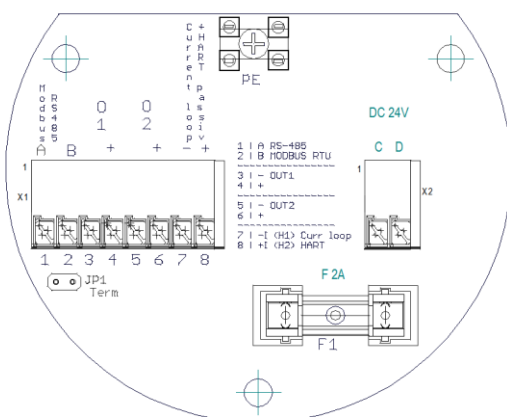 PE
Modbus
RS485
Current loop
+HART passiv
O O
1 2
A B + + - +
1
X1
1 2 3 4 5 6 7 8
JP1
Term
1 | A RS-485
2 | B MODBUS RTU
3 | - OUT1
4 | +
5 | - OUT2
6 | +
7 | -I (H1) Curr loop
8 | +I (H2) HART
DC 24V
C D
1
X2
F 2A
F1